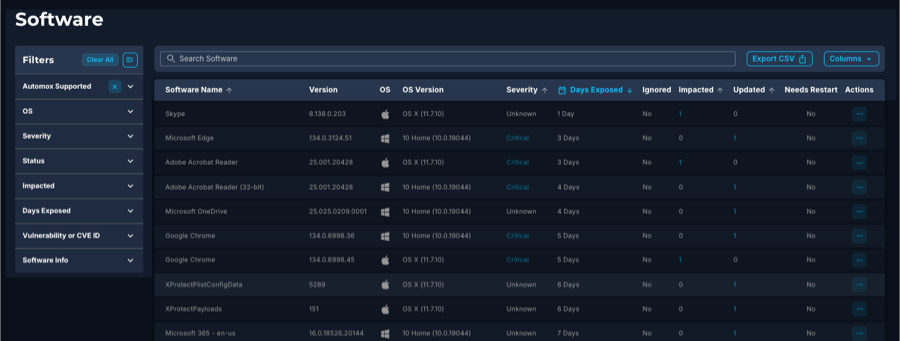 Software
Filters Clear All
Search Software Export CSV Columns
Automox Supported ×
OS
Severity
Status
Impacted
Days Exposed
Vulnerability or CVE ID
Software Info
Software Name Version OS OS Version Severity Days Exposed Ignored Impacted Updated Needs Restart Actions
Skype 8.138.0.203 OS X (11.7.10) Unknown 1 Day No 1 0 No ...
Microsoft Edge 134.0.3124.51 10 Home (10.0.19044) Critical 3 Days No 0 1 No ...
Adobe Acrobat Reader 25.001.20428 OS X (11.7.10) Critical 3 Days No 1 0 No ...
Adobe Acrobat Reader (32-bit) 25.001.20428 10 Home (10.0.19044) Critical 4 Days No 0 1 No ...
Microsoft OneDrive 25.025.0209.0001 10 Home (10.0.19044) Unknown 4 Days No 0 1 No ...
Google Chrome 134.0.6998.36 10 Home (10.0.19044) Critical 5 Days No 0 1 No ...
Google Chrome 134.0.6998.45 OS X (11.7.10) Critical 5 Days No 1 0 No ...
XProtectPlistConfigData 5289 OS X (11.7.10) Unknown 6 Days No 0 1 No ...
XProtectPayloads 151 OS X (11.7.10) Unknown 6 Days No 0 1 No ...
Microsoft 365 - en-us 16.0.18526.20144 10 Home (10.0.19044) Unknown 7 Days No 0 1 No ...